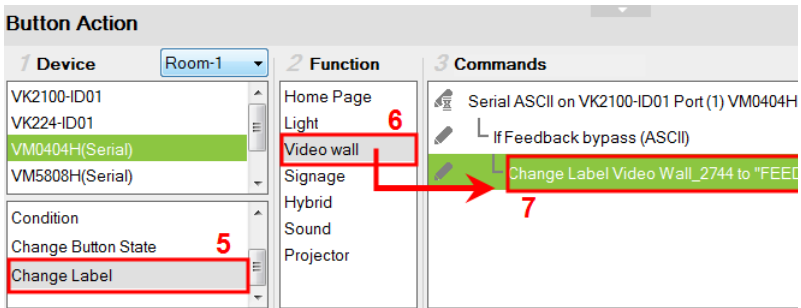 Button Action
1 Device
Room-1
VK2100-ID01
VK224-ID01
VM0404H(Serial)
VM5808H(Serial)
Condition
Change Button State
5
Change Label
2 Function
Home Page
Light
6
Video wall
Signage
Hybrid
Sound
Projector
3 Commands
Serial ASCII on VK2100-ID01 Port (1) VM0404H
If Feedback bypass (ASCII)
Change Label Video Wall_2744 to "FEED
7